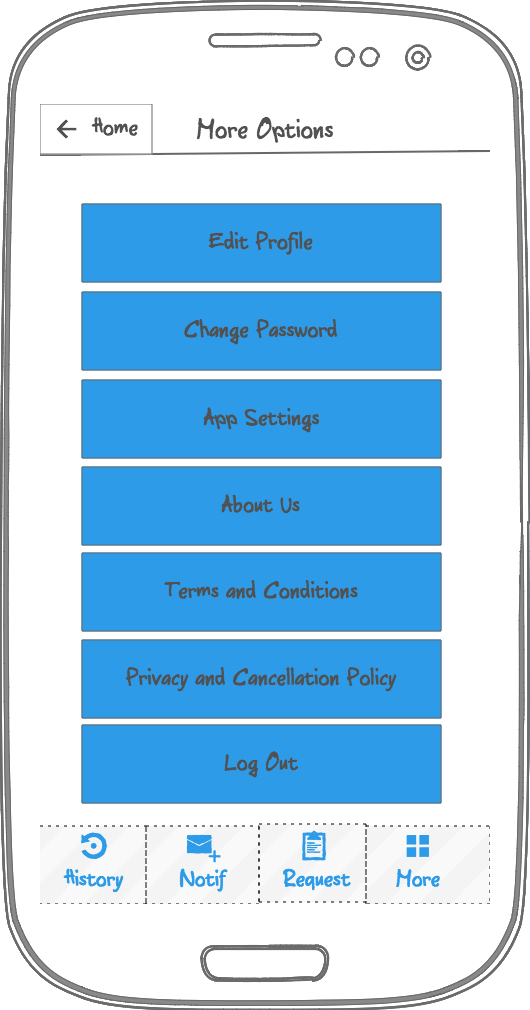 Home
More Options
Edit Profile
Change Password
App Settings
About Us
Terms and Conditions
Privacy and Cancellation Policy
Log Out
History
Notif
Request
More